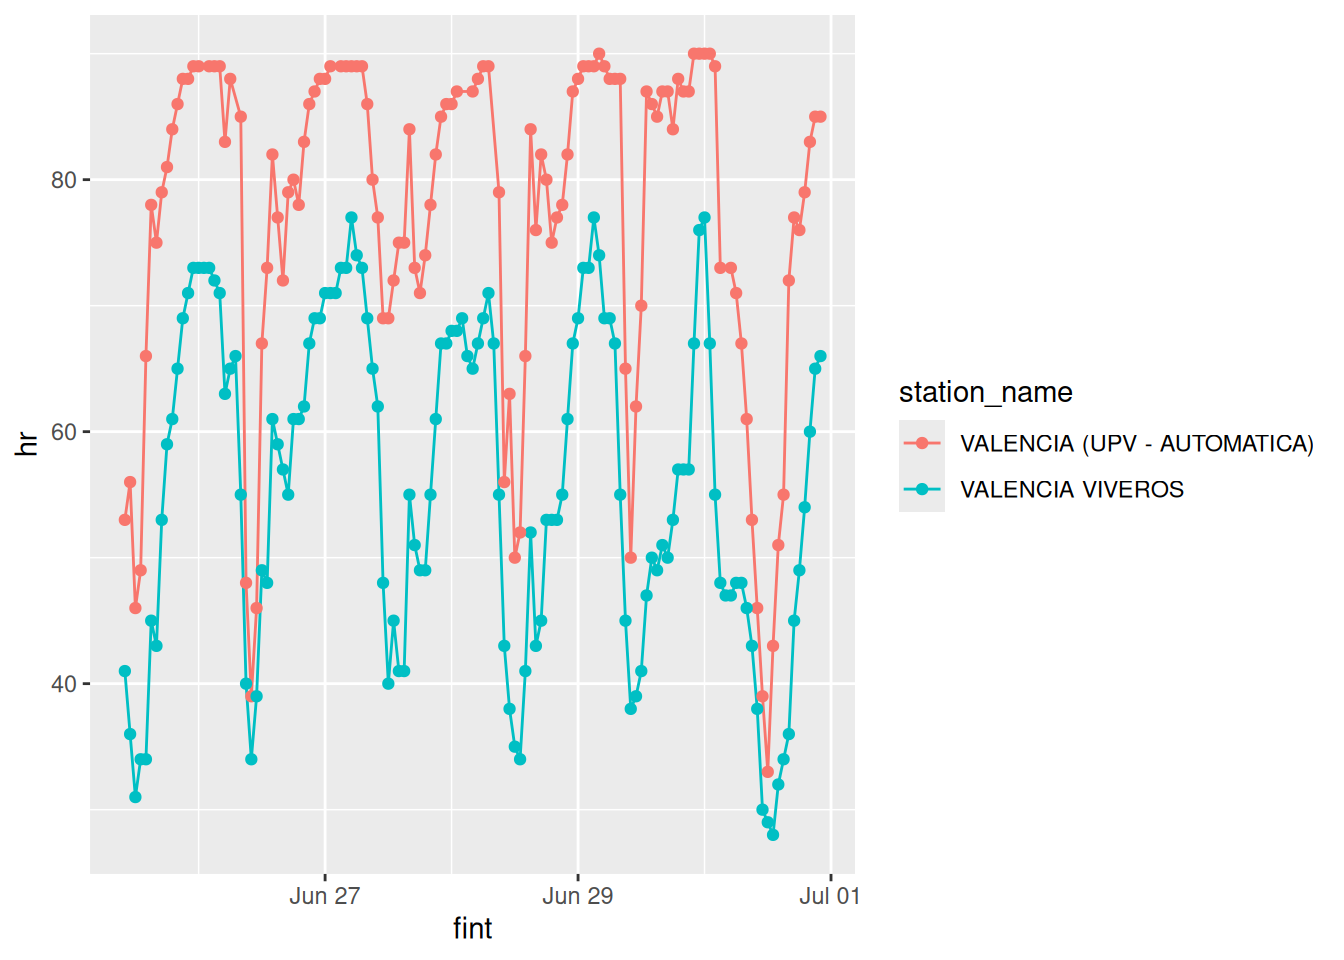 hr
80
60
40
Jun 27
Jun 29
Jul 01
fint
station_name
VALENCIA (UPV - AUTOMATICA)
VALENCIA VIVEROS